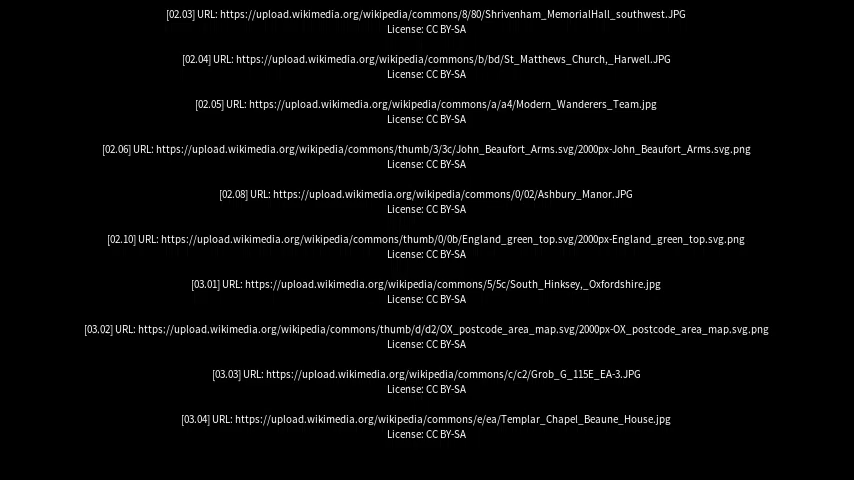 [02.03] URL: https://upload.wikimedia.org/wikipedia/commons/8/80/Shrivenham_MemorialHall_southwest.JPG
License: CC BY-SA
[02.04] URL: https://upload.wikimedia.org/wikipedia/commons/b/bd/St_Matthews_Church,_Harwell.JPG
License: CC BY-SA
[02.05] URL: https://upload.wikimedia.org/wikipedia/commons/a/a4/Modern_Wanderers_Team.jpg
License: CC BY-SA
[02.06] URL: https://upload.wikimedia.org/wikipedia/commons/thumb/3/3c/John_Beaufort_Arms.svg/2000px-John_Beaufort_Arms.svg.png
License: CC BY-SA
[02.08] URL: https://upload.wikimedia.org/wikipedia/commons/0/02/Ashbury_Manor.JPG
License: CC BY-SA
[02.10] URL: https://upload.wikimedia.org/wikipedia/commons/thumb/0/0b/England_green_top.svg/2000px-England_green_top.svg.png
License: CC BY-SA
[03.01] URL: https://upload.wikimedia.org/wikipedia/commons/5/5c/South_Hinksey,_Oxfordshire.jpg
License: CC BY-SA
[03.02] URL: https://upload.wikimedia.org/wikipedia/commons/thumb/d/d2/OX_postcode_area_map.svg/2000px-OX_postcode_area_map.svg.png
License: CC BY-SA
[03.03] URL: https://upload.wikimedia.org/wikipedia/commons/c/c2/Grob_G_115E_EA-3.JPG
License: CC BY-SA
[03.04] URL: https://upload.wikimedia.org/wikipedia/commons/e/ea/Templar_Chapel_Beaune_House.jpg
License: CC BY-SA